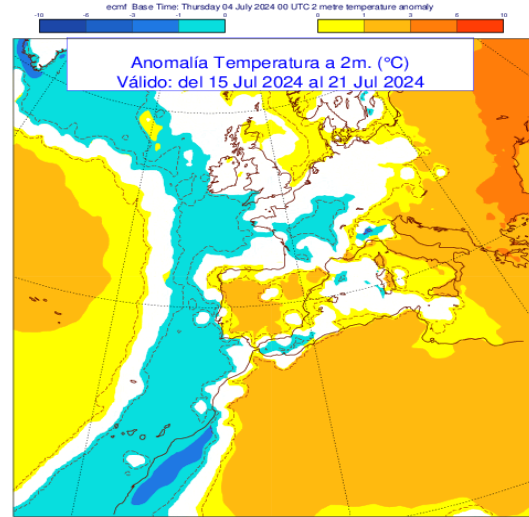 ecmf Base Time: Thursday 04 July 2024 00 UTC 2 metre temperature anomaly
-10 -6 -3 -1 0 0 1 3 6 10
Anomalía Temperatura a 2m. (°C)
Válido: del 15 Jul 2024 al 21 Jul 2024